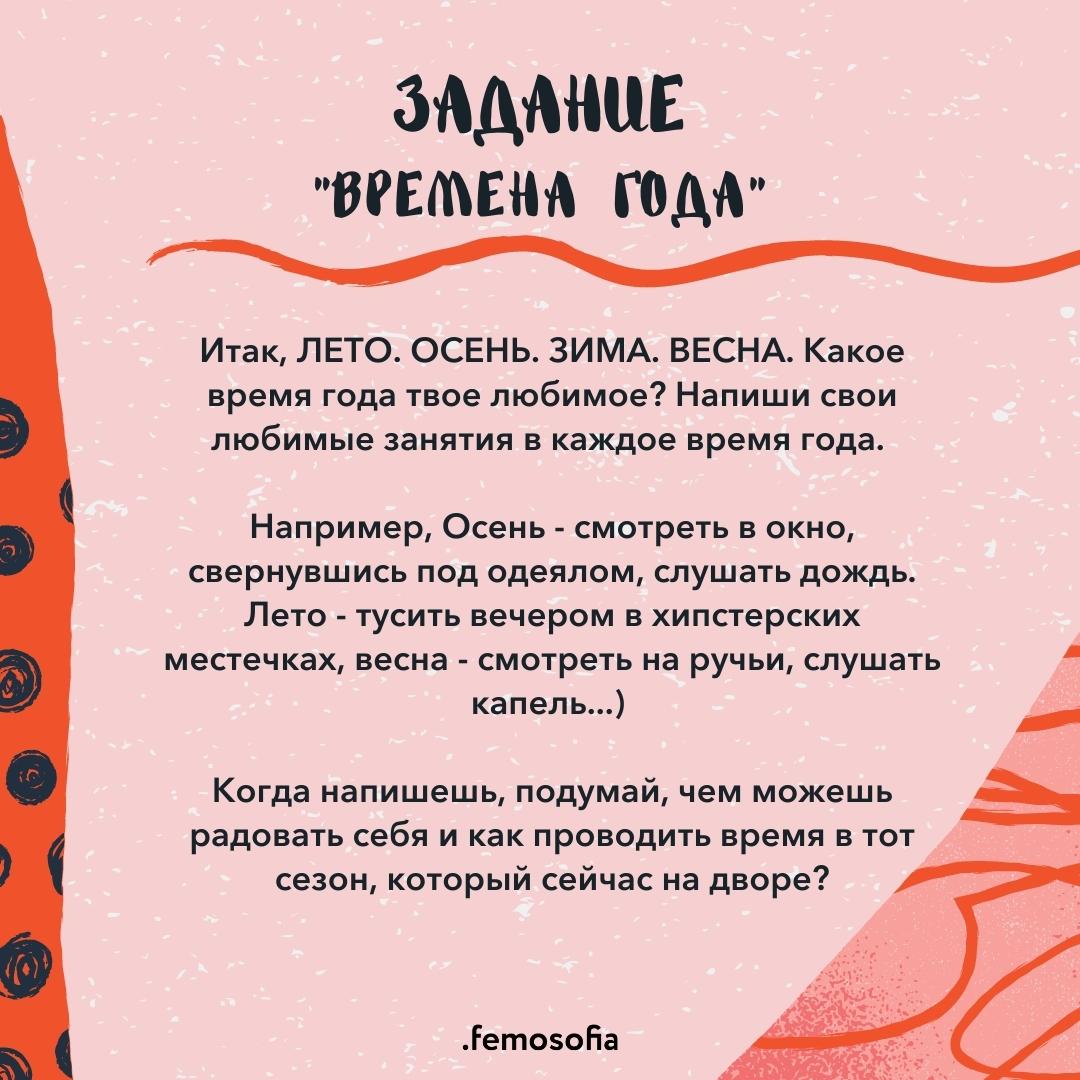 ЗАДАНИЕ
"ВРЕМЕНА ГОДА"
Итак, ЛЕТО. ОСЕНЬ. ЗИМА. ВЕСНА. Какое
время года твое любимое? Напиши свои
любимые занятия в каждое время года.
Например, Осень - смотреть в окно,
свернувшись под одеялом, слушать дождь.
Лето - тусить вечером в хипстерских
местечках, весна - смотреть на ручьи, слушать
капель...)
Когда напишешь, подумай, чем можешь
радовать себя и как проводить время в тот
сезон, который сейчас на дворе?
.femosofia